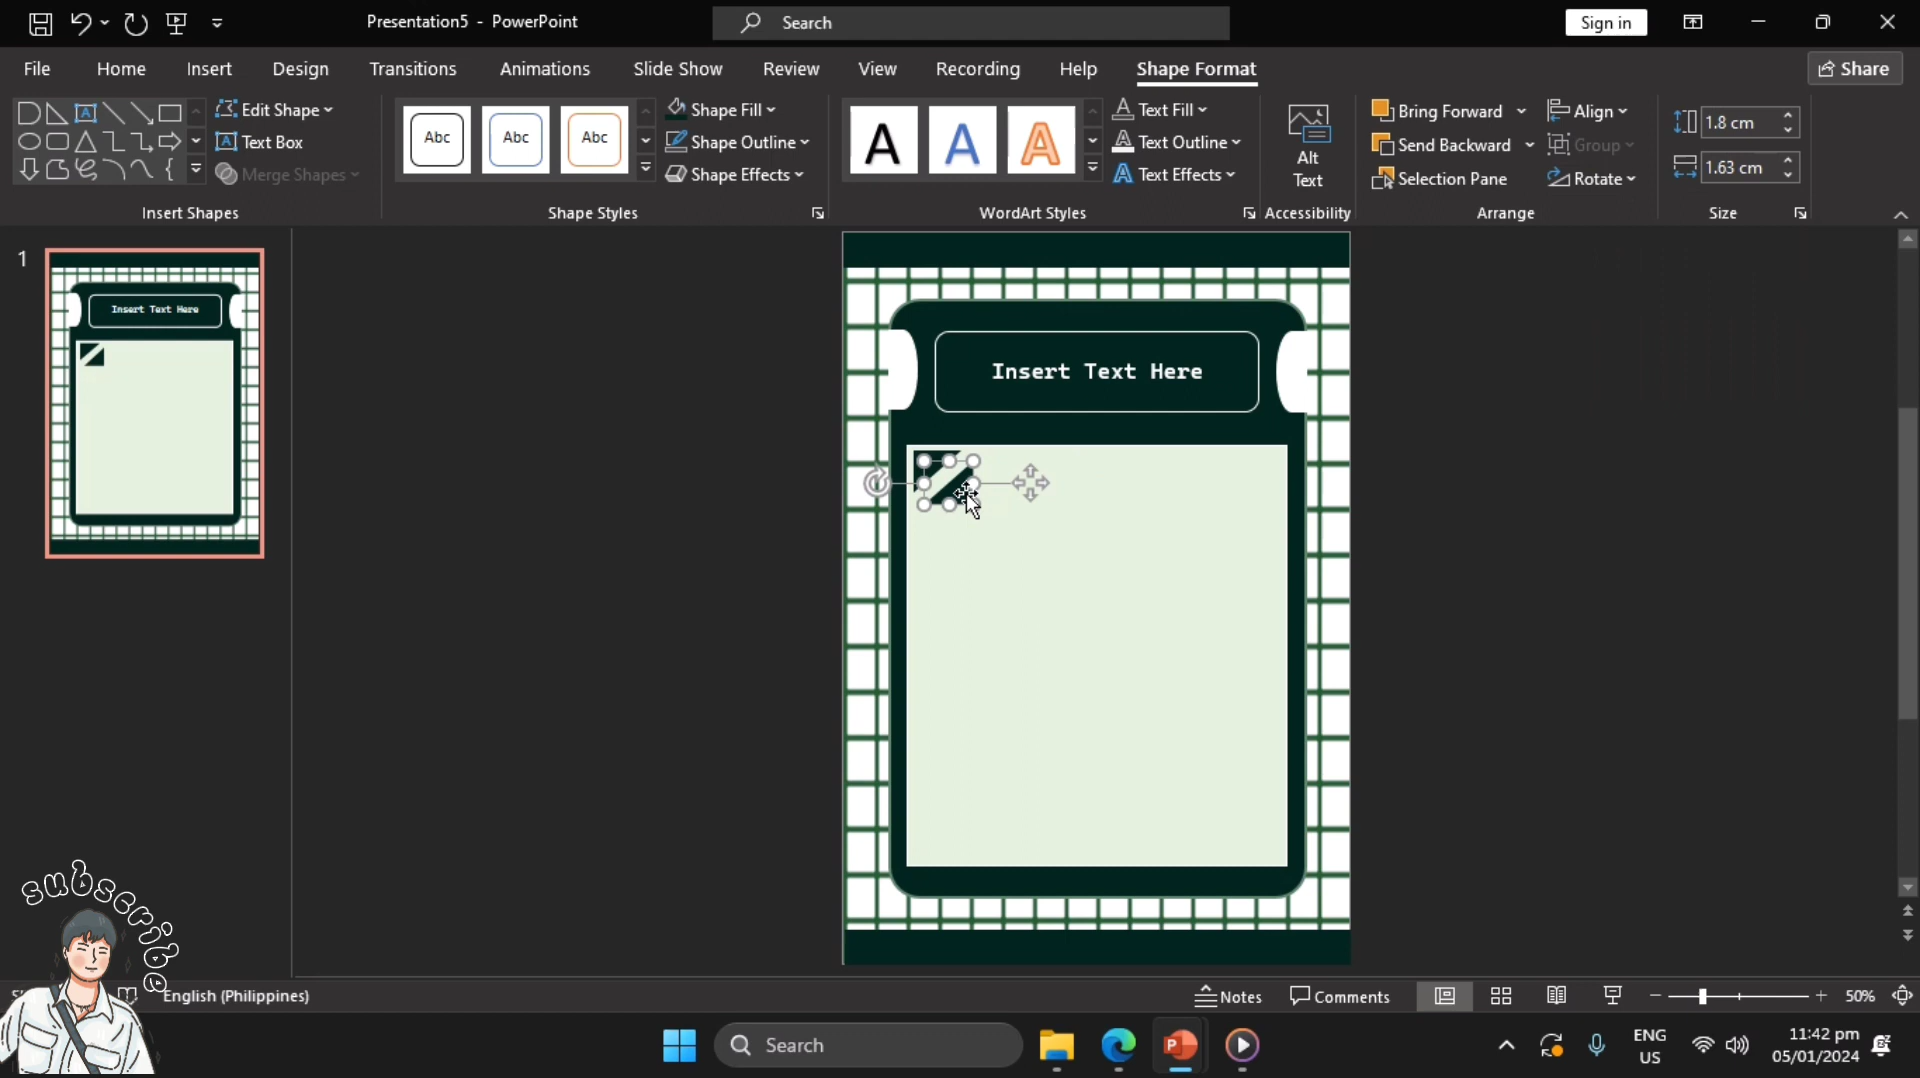 Presentation5 - PowerPoint
Search
Sign in
File Home Insert Design Transitions Animations Slide Show Review View Recording Help Shape Format
Share
Edit Shape
Text Box
Merge Shapes
Insert Shapes
Abc Abc Abc
Shape Fill
Shape Outline
Shape Effects
Shape Styles
A A A
Text Fill
Text Outline
Text Effects
WordArt Styles
Alt
Text
Accessibility
Bring Forward
Send Backward
Selection Pane
Align
Group
Rotate
Arrange
1.8 cm
1.63 cm
Size
1
Insert Text Here
Insert Text Here
subscribe
English (Philippines)
Notes
Comments
50%
Search
ENG
US
11:42 pm
05/01/2024